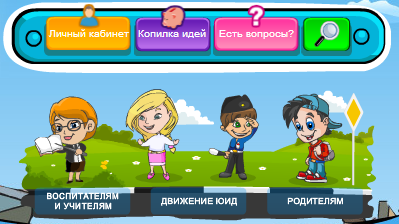 Личный кабинет
Копилка идей
Есть вопросы?
ВОСПИТАТЕЛЯМ
И УЧИТЕЛЯМ
ДВИЖЕНИЕ ЮИД
РОДИТЕЛЯМ